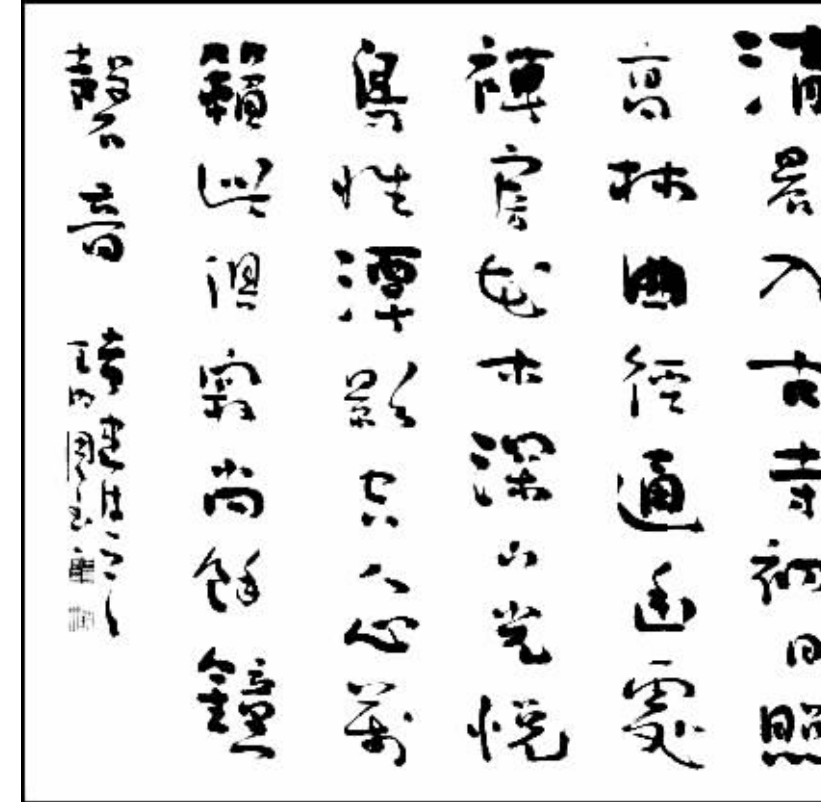 清晨入古寺初日照
高林曲徑通幽處
禪房花木深山光悅
鳥性潭影空人心萬
籟此俱寂尚餘鐘
磬音